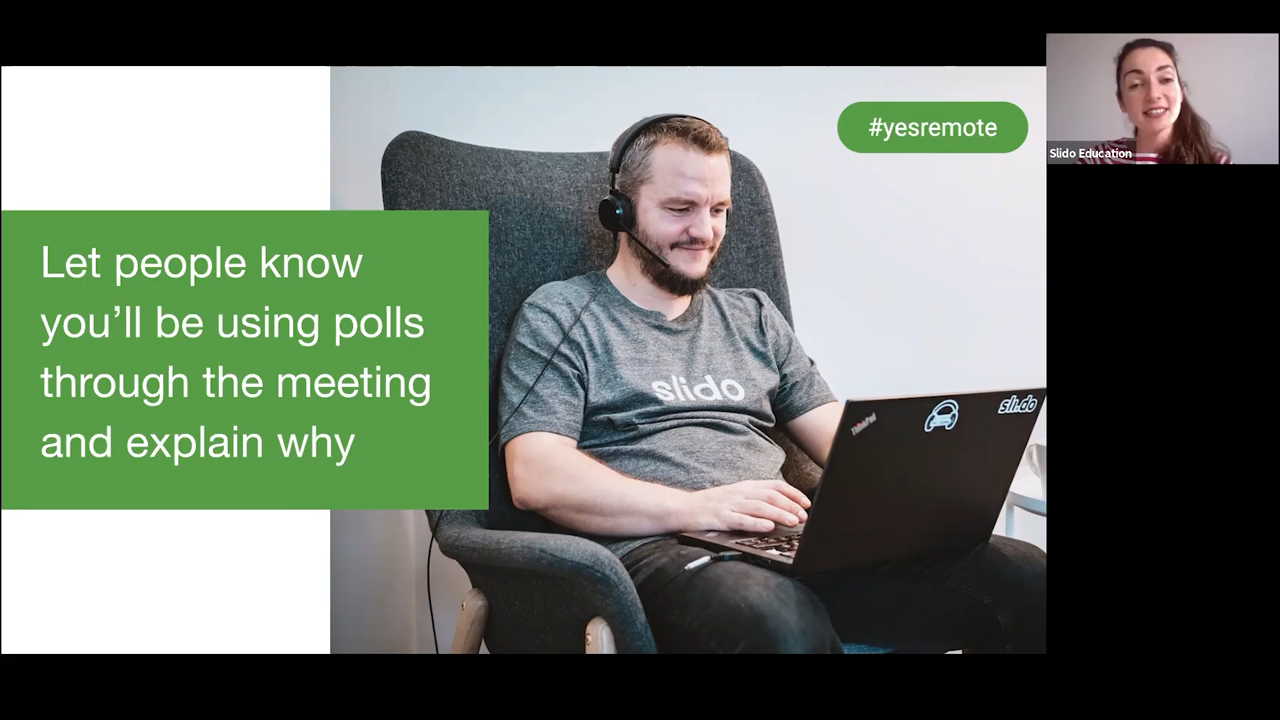 #yesremote
Slido Education
Let people know
you’ll be using polls
through the meeting
and explain why
slido
ThinkPad
sli.do